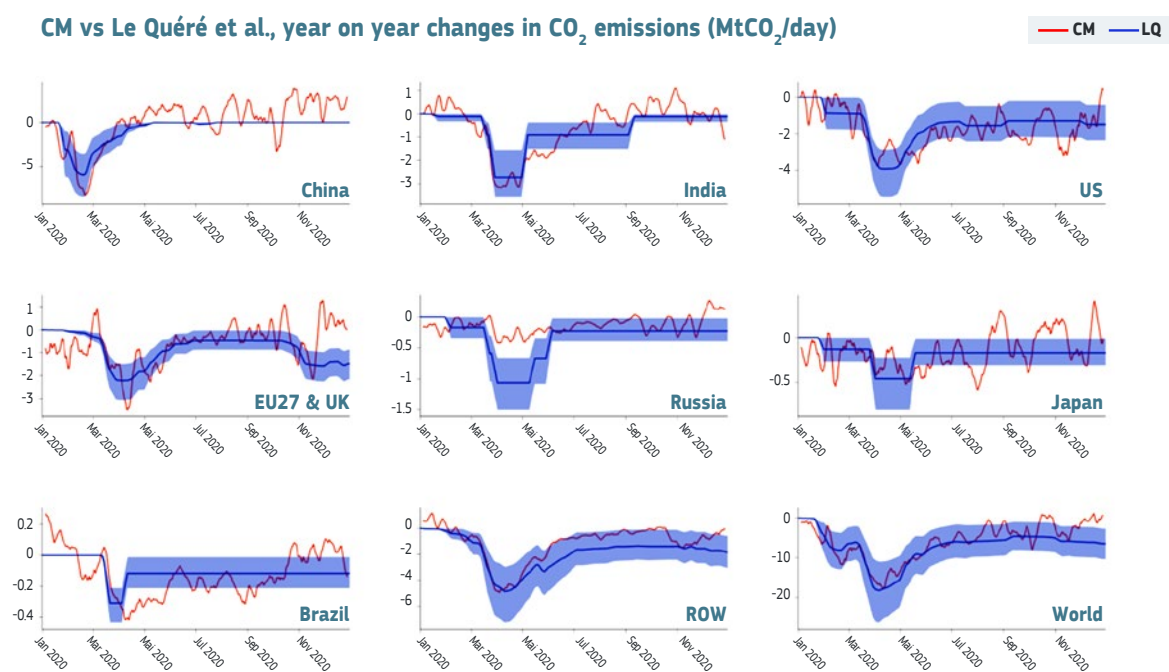 CM vs Le Quéré et al., year on year changes in CO₂ emissions (MtCO₂/day)
CM LQ
0
-5
China
Jan 2020 Mar 2020 Mai 2020 Jul 2020 Sep 2020 Nov 2020
1
0
-1
-2
-3
India
Jan 2020 Mar 2020 Mai 2020 Jul 2020 Sep 2020 Nov 2020
0
-2
-4
US
Jan 2020 Mar 2020 Mai 2020 Jul 2020 Sep 2020 Nov 2020
1
0
-1
-2
-3
EU27 & UK
Jan 2020 Mar 2020 Mai 2020 Jul 2020 Sep 2020 Nov 2020
0
-0.5
-1
-1.5
Russia
Jan 2020 Mar 2020 Mai 2020 Jul 2020 Sep 2020 Nov 2020
0
-0.5
Japan
Jan 2020 Mar 2020 Mai 2020 Jul 2020 Sep 2020 Nov 2020
0.2
0
-0.2
-0.4
Brazil
Jan 2020 Mar 2020 Mai 2020 Jul 2020 Sep 2020 Nov 2020
0
-2
-4
-6
ROW
Jan 2020 Mar 2020 Mai 2020 Jul 2020 Sep 2020 Nov 2020
0
-10
-20
World
Jan 2020 Mar 2020 Mai 2020 Jul 2020 Sep 2020 Nov 2020